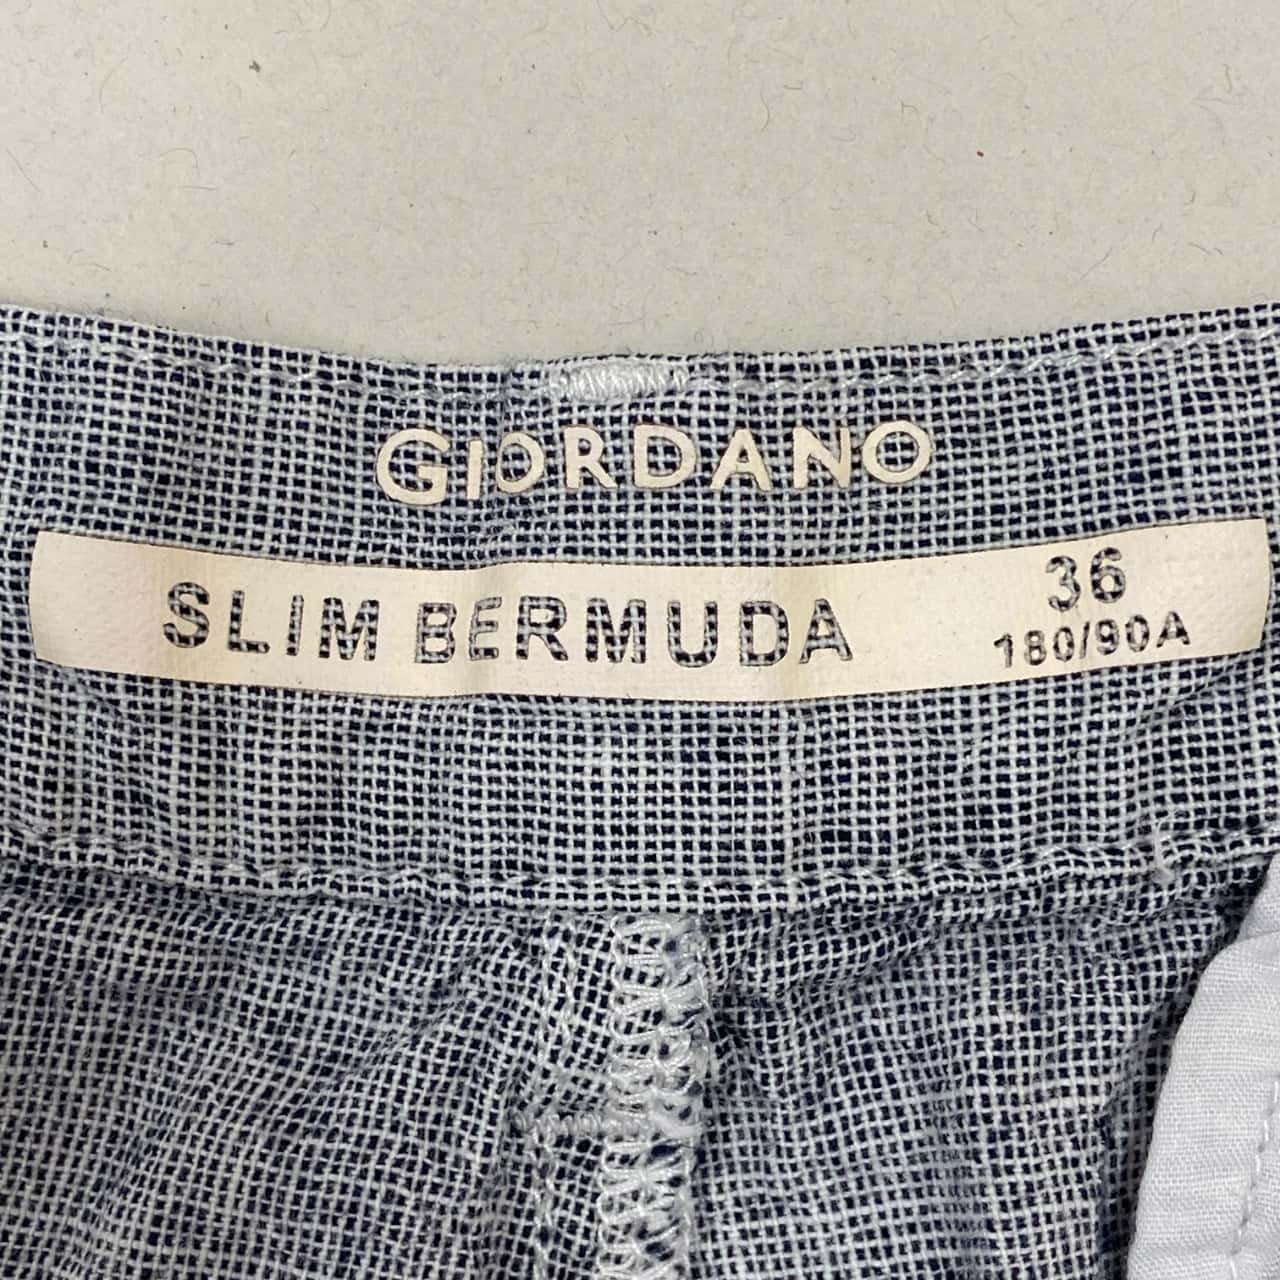 GIORDANO
SLIM BERMUDA
36
180/90A